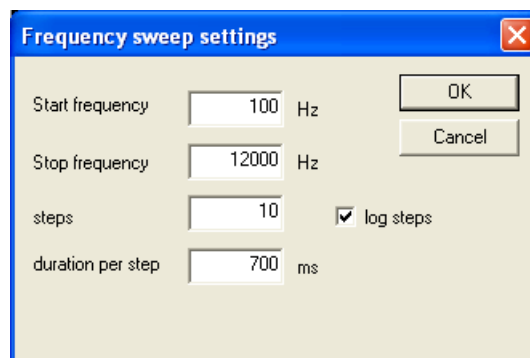 Frequency sweep settings
Start frequency 100 Hz OK
Cancel
Stop frequency 12000 Hz
steps 10 log steps
duration per step 700 ms